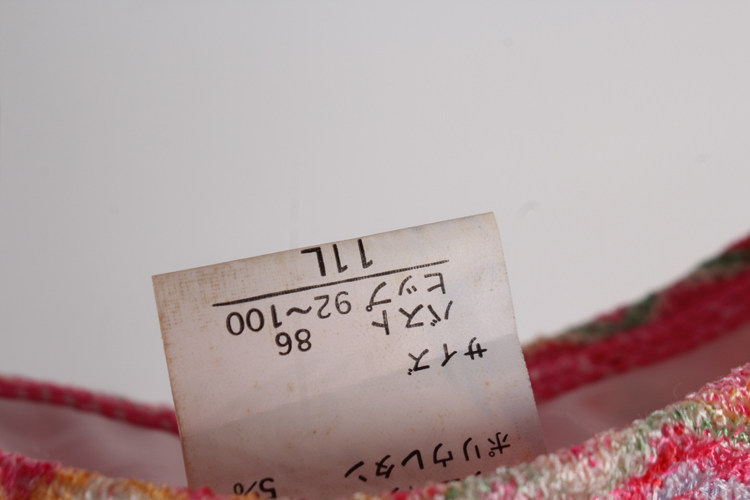 ポリウレタン 5%
サイズ
バスト 86
ヒップ 92~100
11L